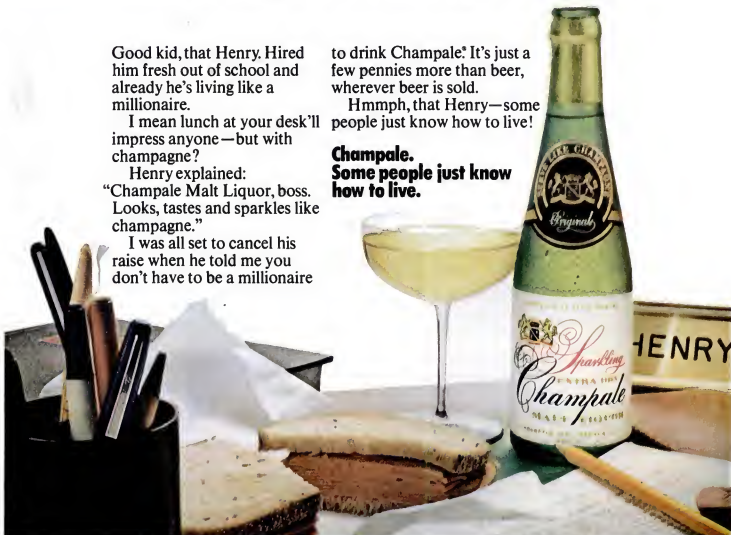 Good kid, that Henry. Hired
him fresh out of school and
already he's living like a
millionaire.
I mean lunch at your desk'll
impress anyone—but with
champagne?
Henry explained:
"Champale Malt Liquor, boss.
Looks, tastes and sparkles like
champagne."
I was all set to cancel his
raise when he told me you
don't have to be a millionaire
to drink Champale.® It's just a
few pennies more than beer,
wherever beer is sold.
Hmmph, that Henry—some
people just know how to live!
Champale.
Some people just know
how to live.
LIKE CHAMPAGNE
Original
Sparkling
EXTRA DRY
Champale
MALT LIQUOR
HENRY